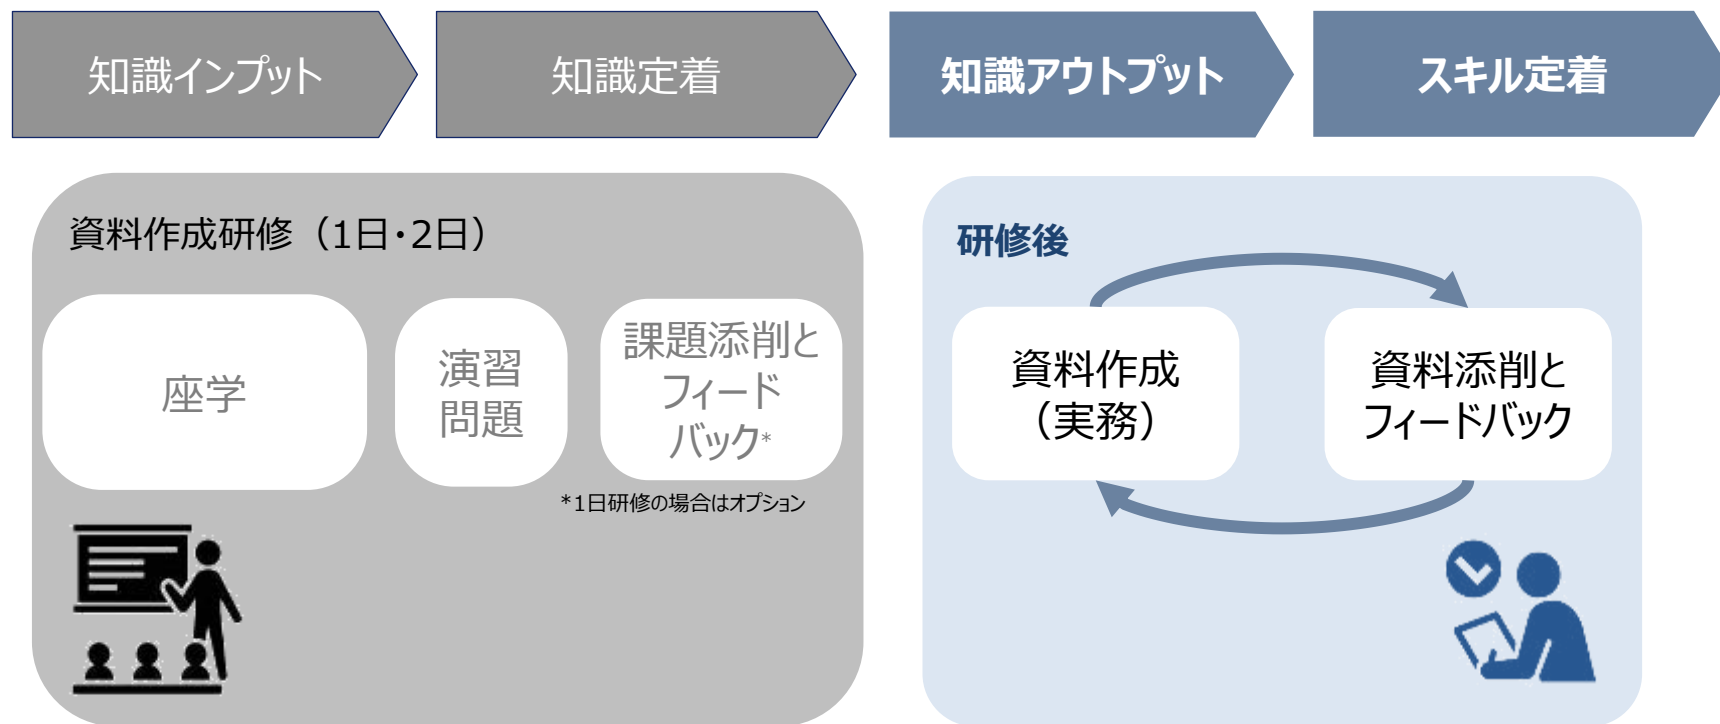 知識インプット
知識定着
知識アウトプット
スキル定着
資料作成研修（1日・2日）
座学
演習
問題
課題添削と
フィード
バック*
*1日研修の場合はオプション
研修後
資料作成
（実務）
資料添削と
フィードバック